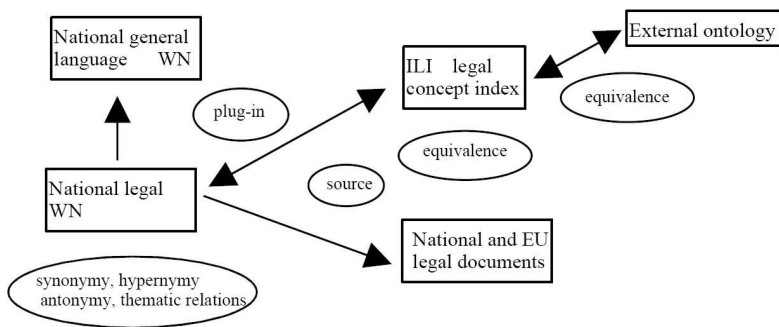 National general
language WN
External ontology
ILI legal
concept index
equivalence
plug-in
equivalence
National legal
WN
source
National and EU
legal documents
synonymy, hypernymy
antonymy, thematic relations